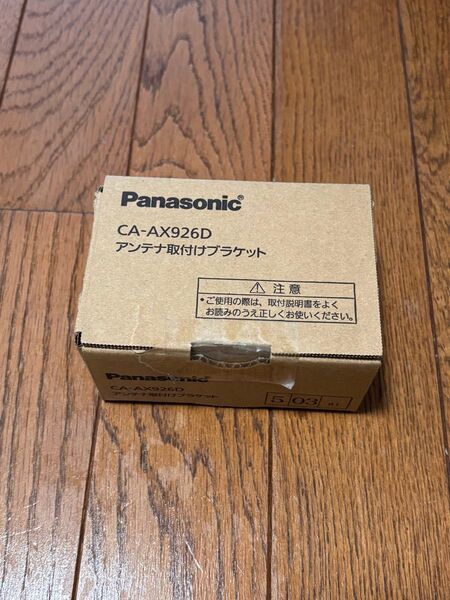 Panasonic®
CA-AX926D
アンテナ取付けブラケット
⚠ 注意
・ご使用の際は、取付説明書をよく
お読みのうえ正しくお使いください。
Panasonic
CA-AX926D
アンテナ取付けブラケット
5 03